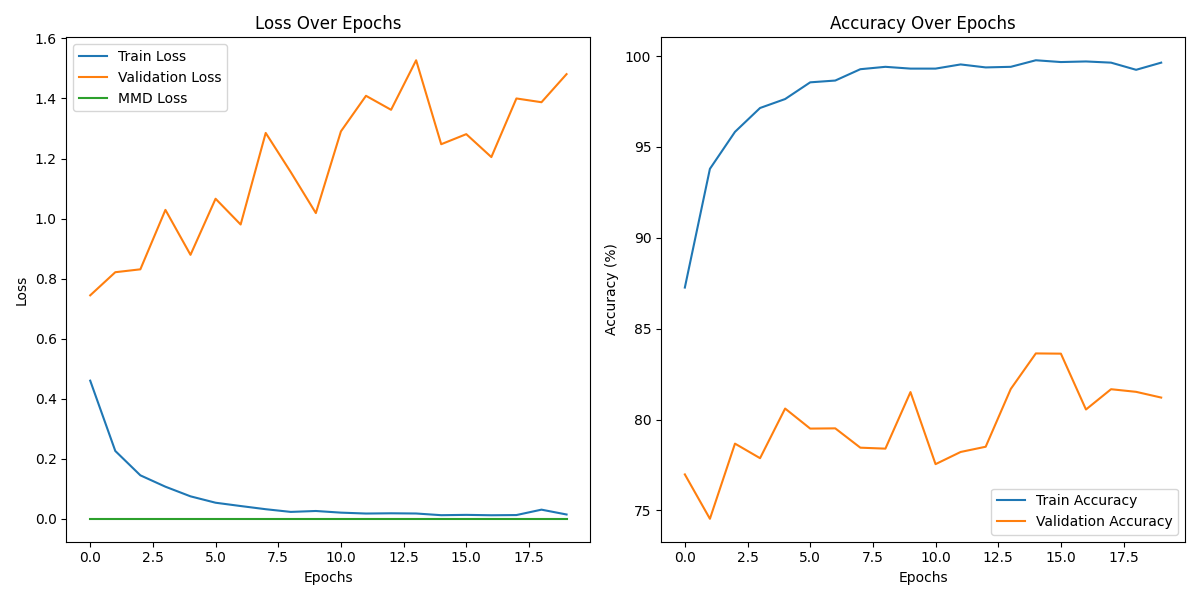 Loss Over Epochs
Train Loss
Validation Loss
MMD Loss
1.6
1.4
1.2
1.0
0.8
0.6
0.4
0.2
0.0
Loss
0.0 2.5 5.0 7.5 10.0 12.5 15.0 17.5
Epochs
Accuracy Over Epochs
100
95
90
85
80
75
Accuracy (%)
Train Accuracy
Validation Accuracy
0.0 2.5 5.0 7.5 10.0 12.5 15.0 17.5
Epochs